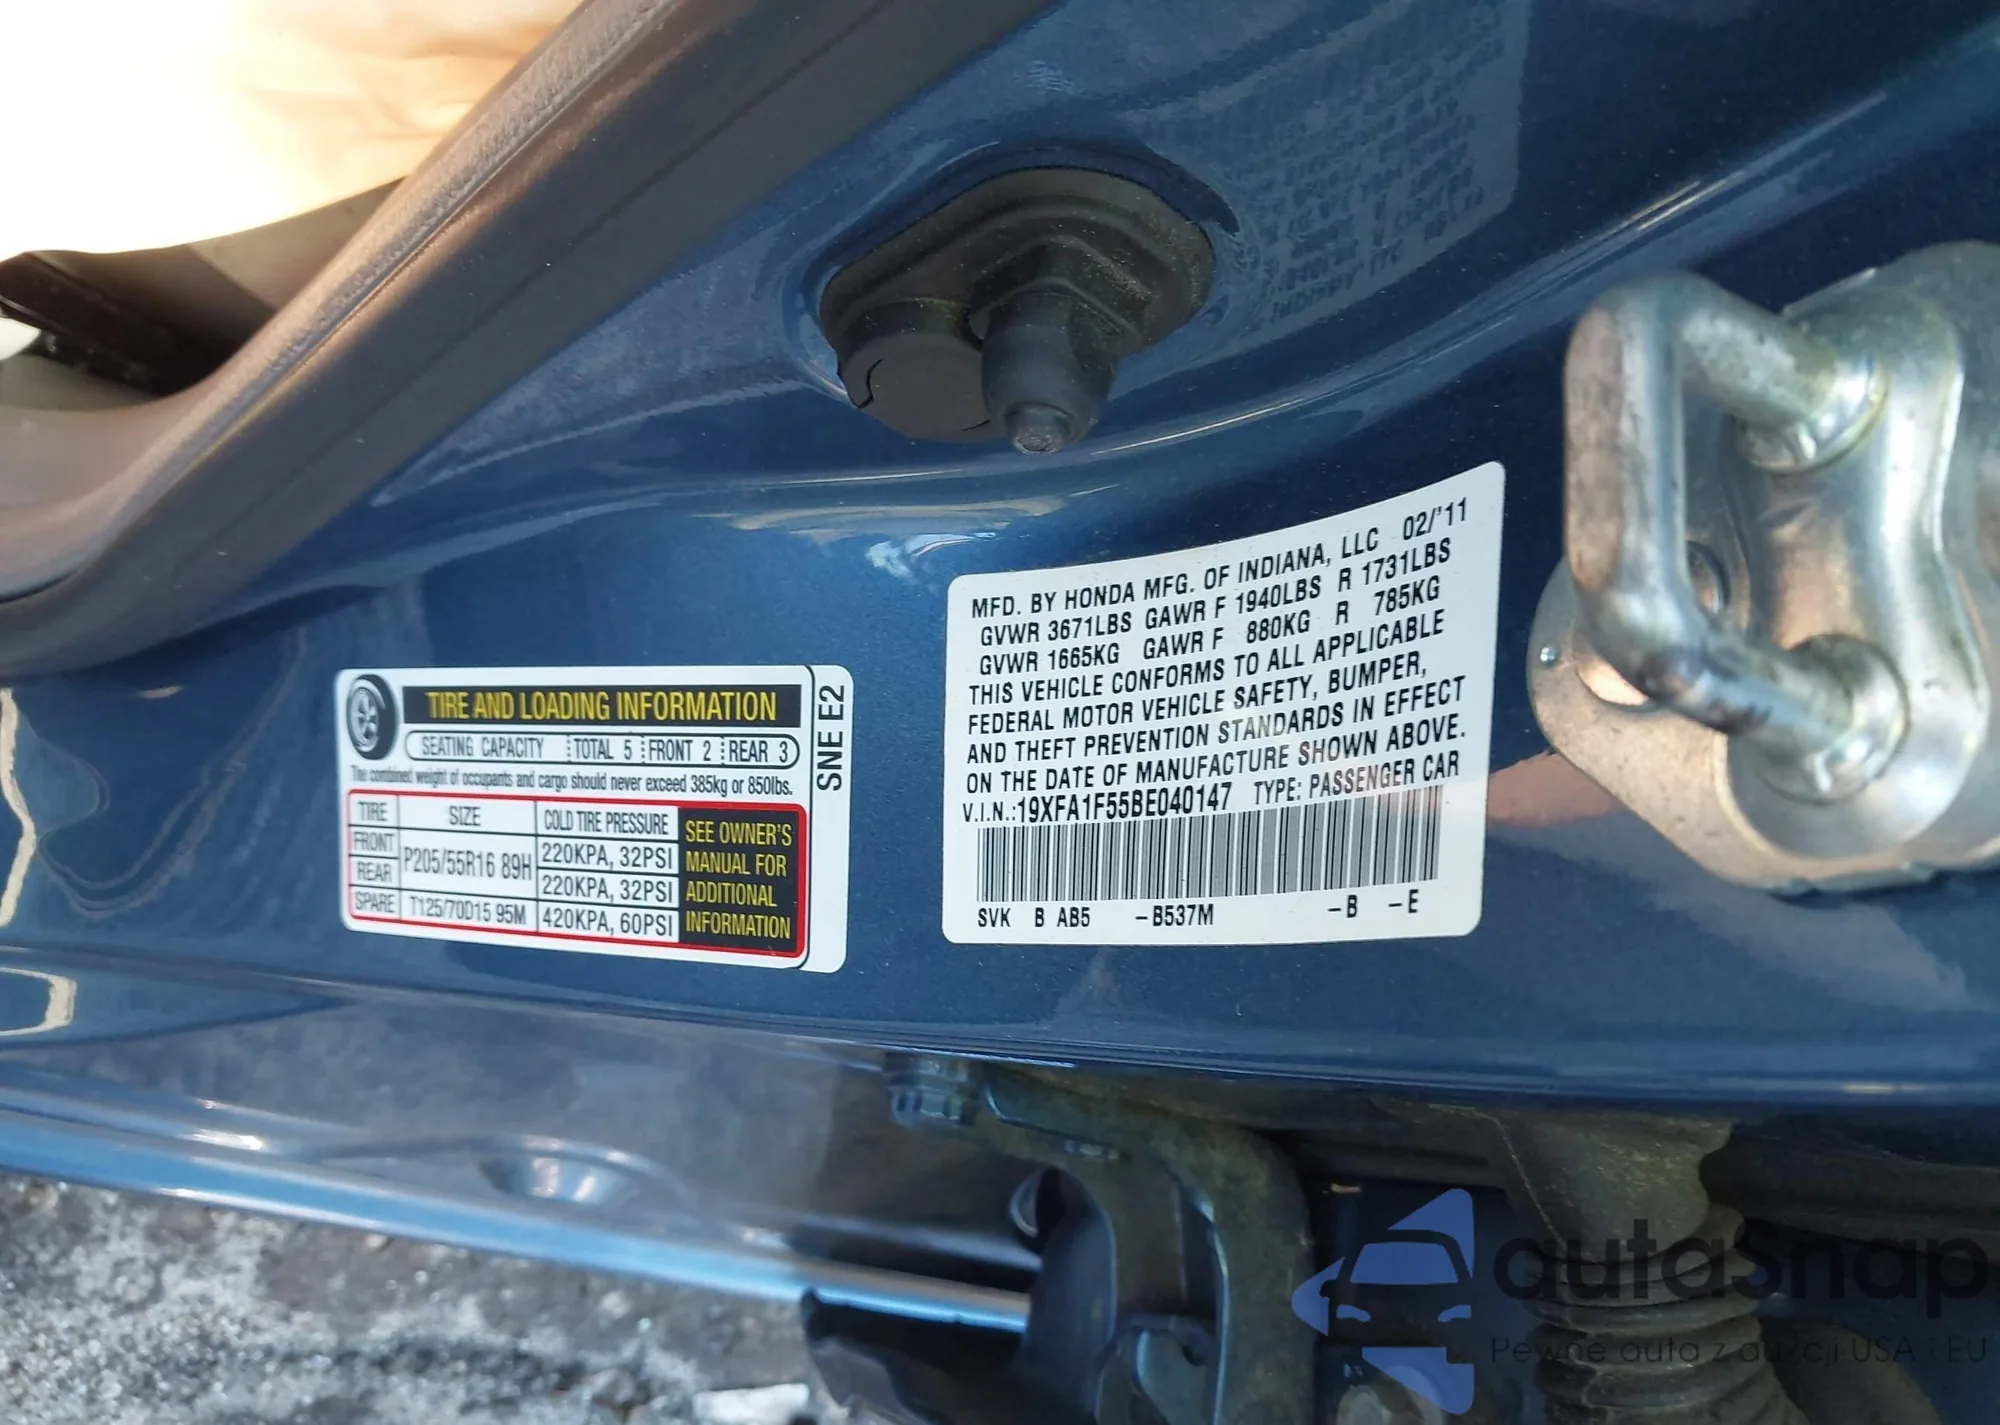 TIRE AND LOADING INFORMATION
SEATING CAPACITY TOTAL 5 FRONT 2 REAR 3
The combined weight of occupants and cargo should never exceed 385kg or 850lbs.
TIRE SIZE COLD TIRE PRESSURE
FRONT P205/55R16 89H 220KPA, 32PSI
REAR 220KPA, 32PSI
SPARE T125/70D15 95M 420KPA, 60PSI
SEE OWNER'S
MANUAL FOR
ADDITIONAL
INFORMATION
SNE E2
MFD. BY HONDA MFG. OF INDIANA, LLC 02/'11
GVWR 3671LBS GAWR F 1940LBS R 1731LBS
GVWR 1665KG GAWR F 880KG R 785KG
THIS VEHICLE CONFORMS TO ALL APPLICABLE
FEDERAL MOTOR VEHICLE SAFETY, BUMPER,
AND THEFT PREVENTION STANDARDS IN EFFECT
ON THE DATE OF MANUFACTURE SHOWN ABOVE.
V.I.N.:19XFA1F55BE040147 TYPE: PASSENGER CAR
SVK B AB5 -B537M -B -E
autasnap
Pewne auta z aukcji USA i EU